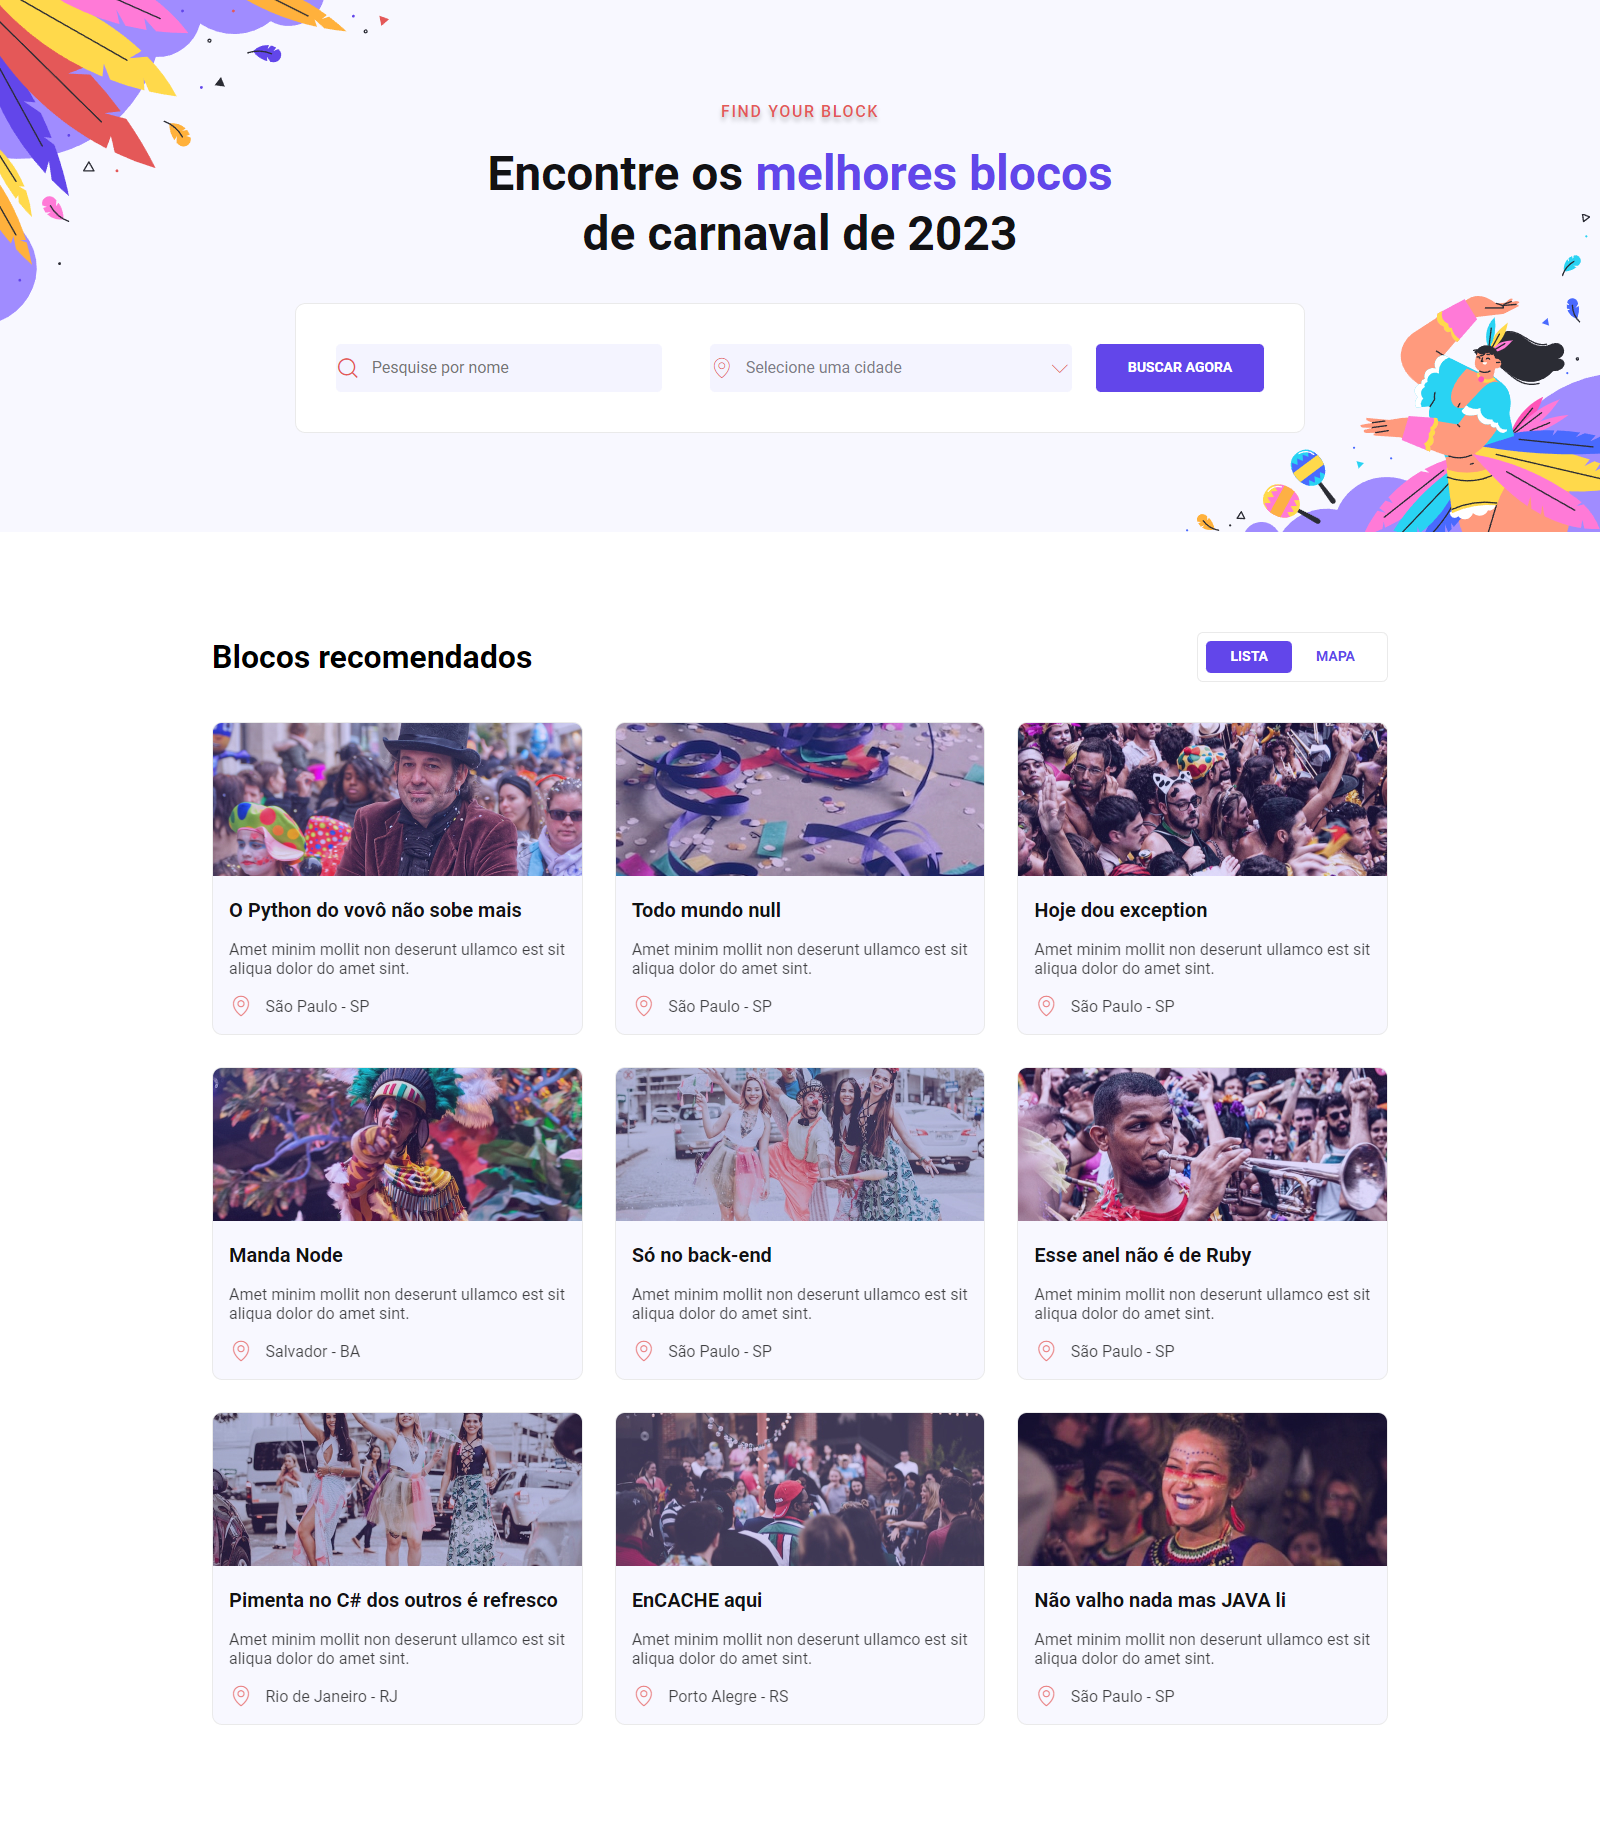 FIND YOUR BLOCK
Encontre os melhores blocos
de carnaval de 2023
Pesquise por nome
Selecione uma cidade
BUSCAR AGORA
Blocos recomendados
LISTA
MAPA
O Python do vovô não sobe mais
Amet minim mollit non deserunt ullamco est sit
aliqua dolor do amet sint.
São Paulo - SP
Todo mundo null
Amet minim mollit non deserunt ullamco est sit
aliqua dolor do amet sint.
São Paulo - SP
Hoje dou exception
Amet minim mollit non deserunt ullamco est sit
aliqua dolor do amet sint.
São Paulo - SP
Manda Node
Amet minim mollit non deserunt ullamco est sit
aliqua dolor do amet sint.
Salvador - BA
Só no back-end
Amet minim mollit non deserunt ullamco est sit
aliqua dolor do amet sint.
São Paulo - SP
Esse anel não é de Ruby
Amet minim mollit non deserunt ullamco est sit
aliqua dolor do amet sint.
São Paulo - SP
Pimenta no C# dos outros é refresco
Amet minim mollit non deserunt ullamco est sit
aliqua dolor do amet sint.
Rio de Janeiro - RJ
EnCACHE aqui
Amet minim mollit non deserunt ullamco est sit
aliqua dolor do amet sint.
Porto Alegre - RS
Não valho nada mas JAVA li
Amet minim mollit non deserunt ullamco est sit
aliqua dolor do amet sint.
São Paulo - SP